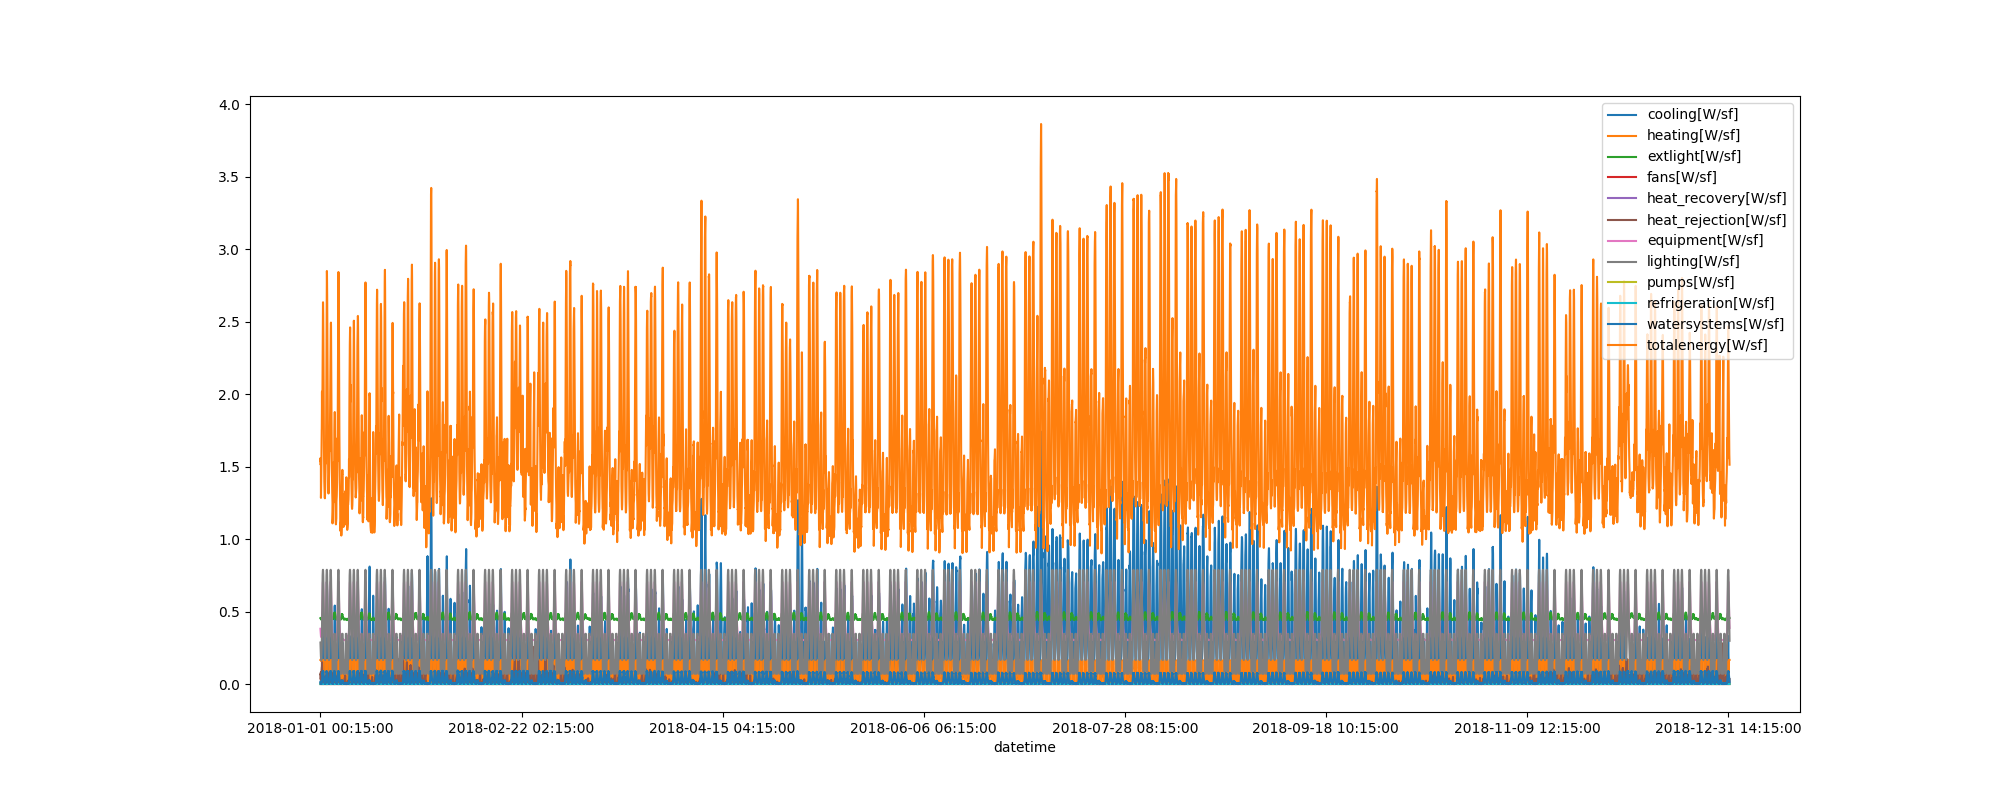 4.0
3.5
3.0
2.5
2.0
1.5
1.0
0.5
0.0
cooling[W/sf]
heating[W/sf]
extlight[W/sf]
fans[W/sf]
heat_recovery[W/sf]
heat_rejection[W/sf]
equipment[W/sf]
lighting[W/sf]
pumps[W/sf]
refrigeration[W/sf]
watersystems[W/sf]
totalenergy[W/sf]
2018-01-01 00:15:00 2018-02-22 02:15:00 2018-04-15 04:15:00 2018-06-06 06:15:00 2018-07-28 08:15:00 2018-09-18 10:15:00 2018-11-09 12:15:00 2018-12-31 14:15:00
datetime